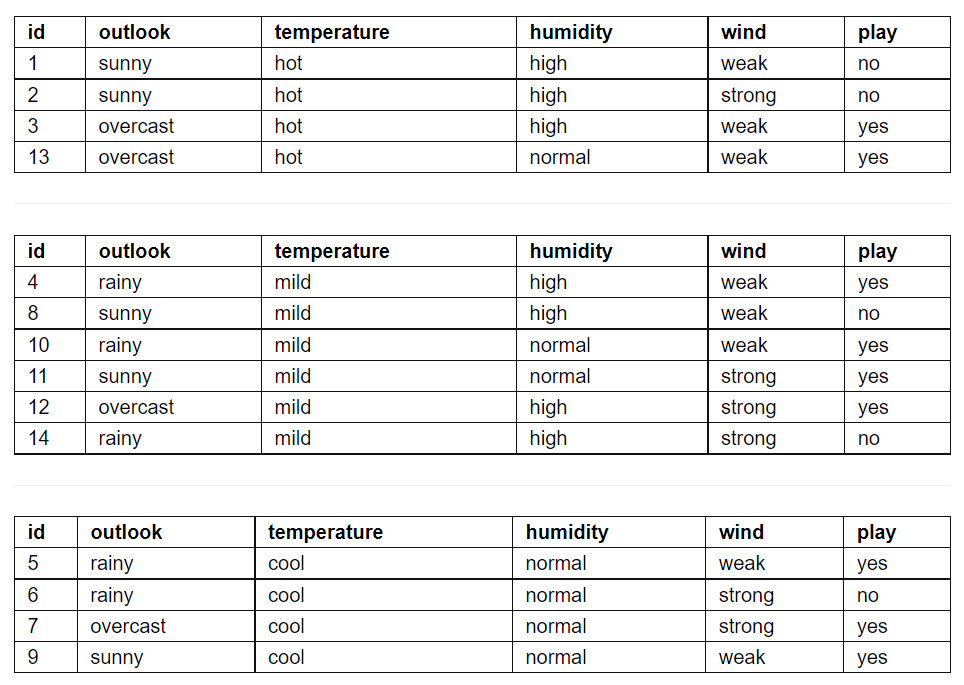 id outlook temperature humidity wind play
1 sunny hot high weak no
2 sunny hot high strong no
3 overcast hot high weak yes
13 overcast hot normal weak yes
id outlook temperature humidity wind play
4 rainy mild high weak yes
8 sunny mild high weak no
10 rainy mild normal weak yes
11 sunny mild normal strong yes
12 overcast mild high strong yes
14 rainy mild high strong no
id outlook temperature humidity wind play
5 rainy cool normal weak yes
6 rainy cool normal strong no
7 overcast cool normal strong yes
9 sunny cool normal weak yes